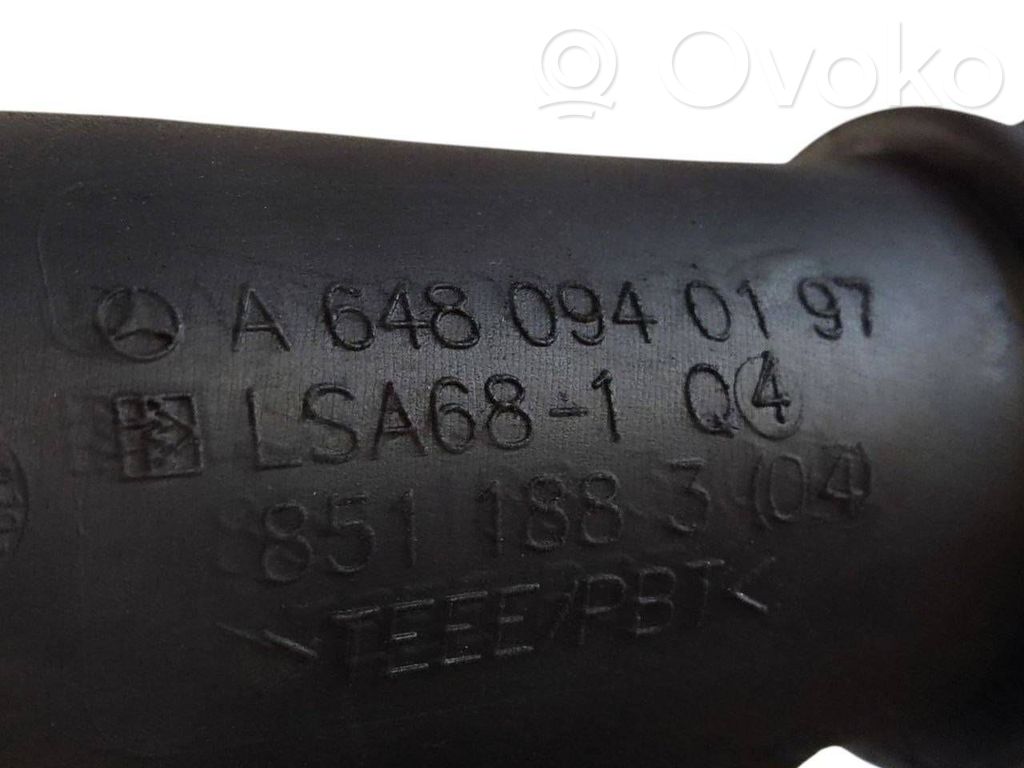 Ovoko
A 648 094 01 97
LSA68-1 Q4
851 188 3 (04)
>TEEE/PBT<